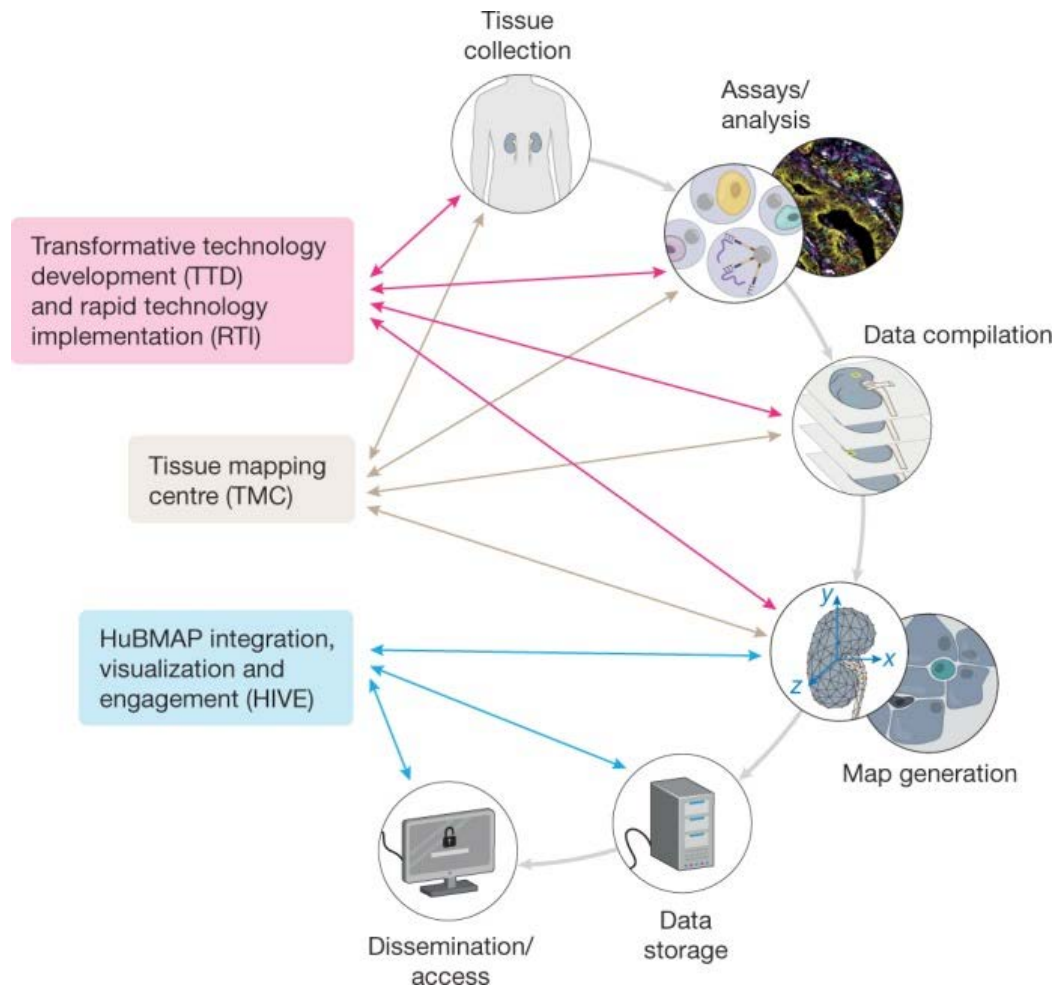 Tissue
collection
Assays/
analysis
Transformative technology
development (TTD)
and rapid technology
implementation (RTI)
Data compilation
Tissue mapping
centre (TMC)
HuBMAP integration,
visualization and
engagement (HIVE)
y
x
z
Map generation
Data
storage
Dissemination/
access